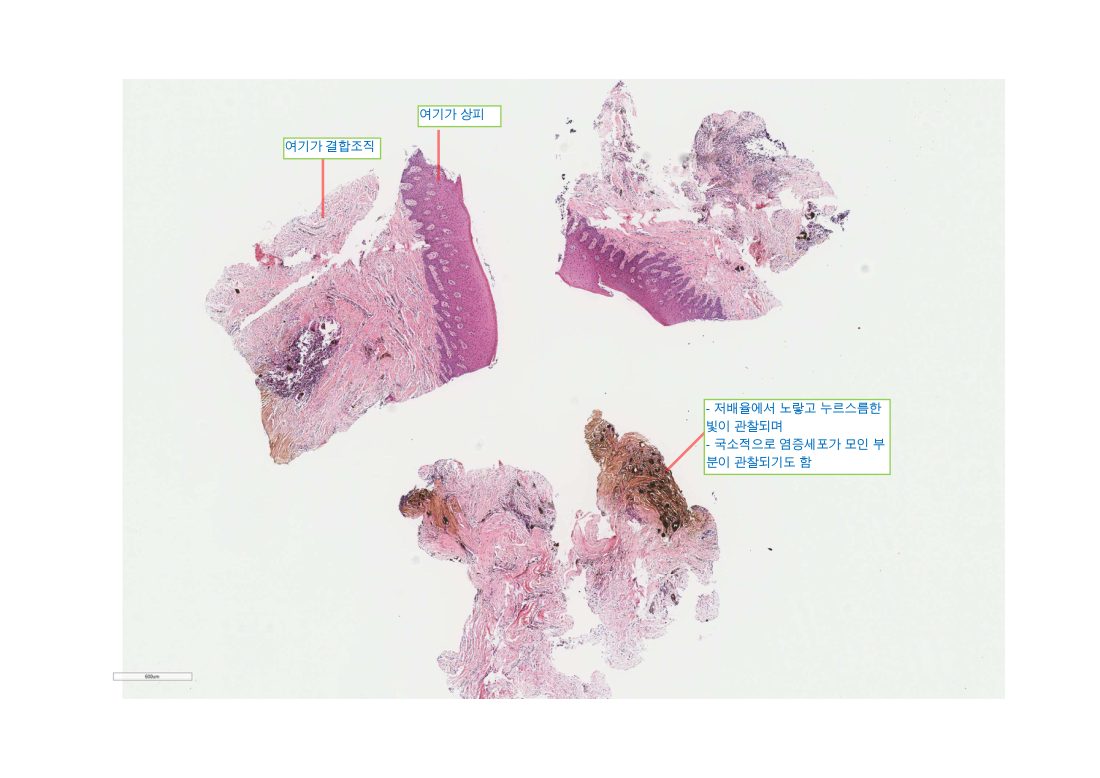 여기가 상피
여기가 결합조직
- 저배율에서 노랗고 누르스름한
빛이 관찰되며
- 국소적으로 염증세포가 모인 부
분이 관찰되기도 함
600um